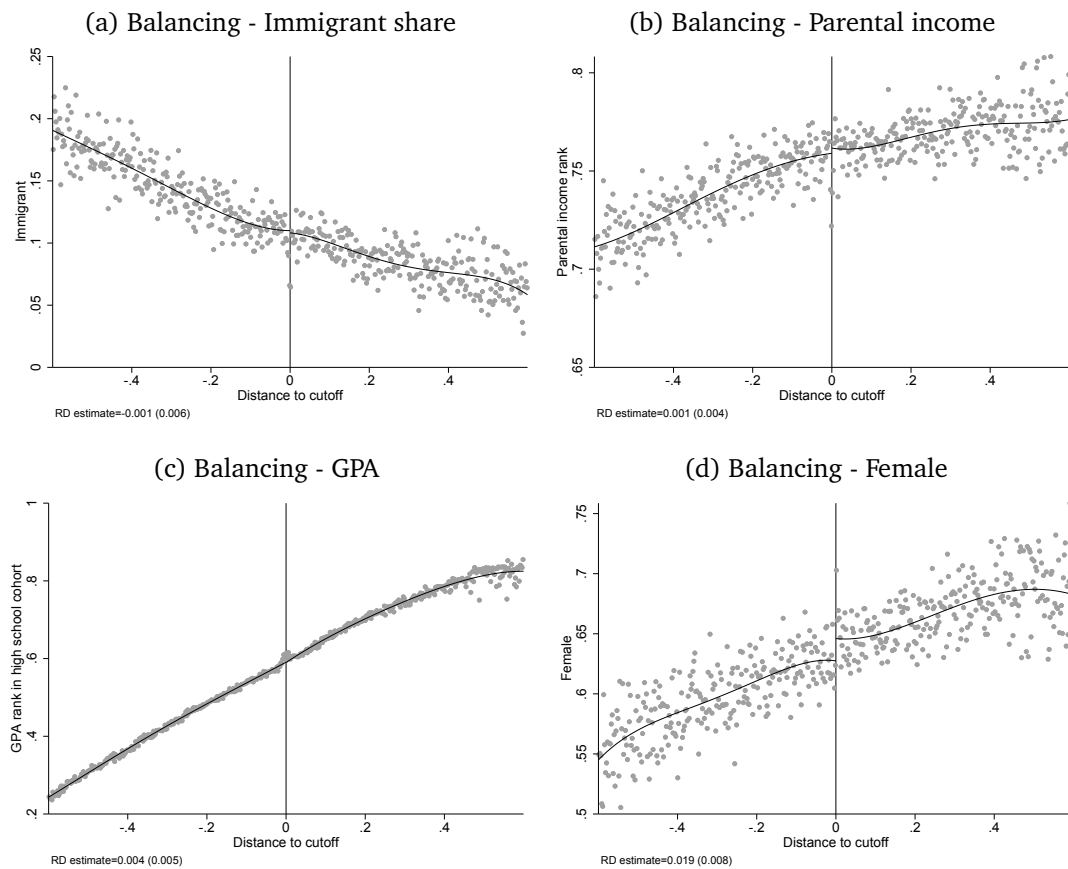 (a) Balancing - Immigrant share
.25
.2
.15
.1
.05
0
Immigrant
-.4
-.2
0
.2
.4
Distance to cutoff
RD estimate=-0.001 (0.006)
(b) Balancing - Parental income
.8
.75
.7
.65
Parental income rank
-.4
-.2
0
.2
.4
Distance to cutoff
RD estimate=0.001 (0.004)
(c) Balancing - GPA
1
.8
.6
.4
.2
GPA rank in high school cohort
-.4
-.2
0
.2
.4
Distance to cutoff
RD estimate=0.004 (0.005)
(d) Balancing - Female
.75
.7
.65
.6
.55
.5
Female
-.4
-.2
0
.2
.4
Distance to cutoff
RD estimate=0.019 (0.008)